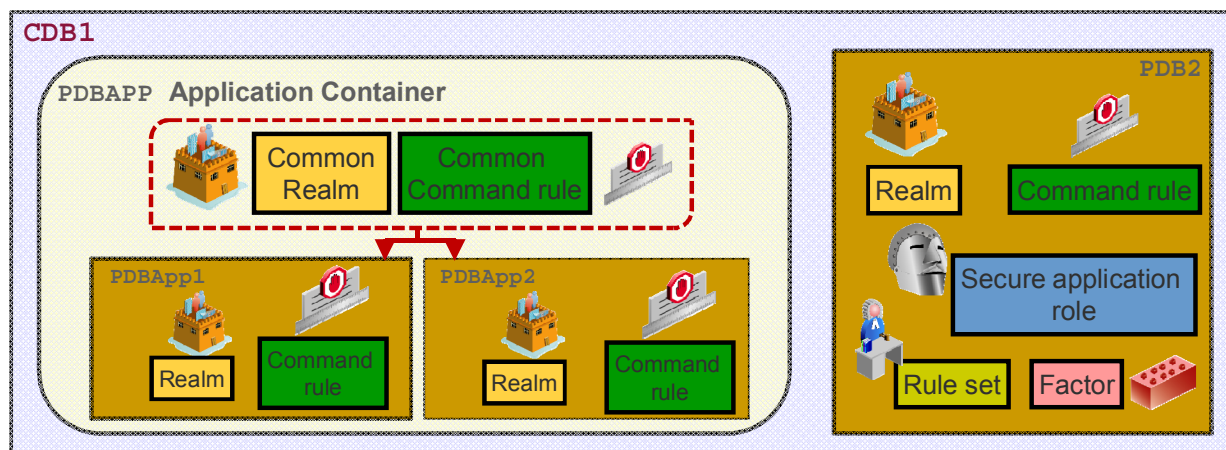 CDB1
PDBAPP Application Container
Common
Realm
Common
Command rule
PDBApp1
Realm
Command
rule
PDBApp2
Realm
Command
rule
PDB2
Realm
Command rule
Secure application
role
A
Rule set
Factor